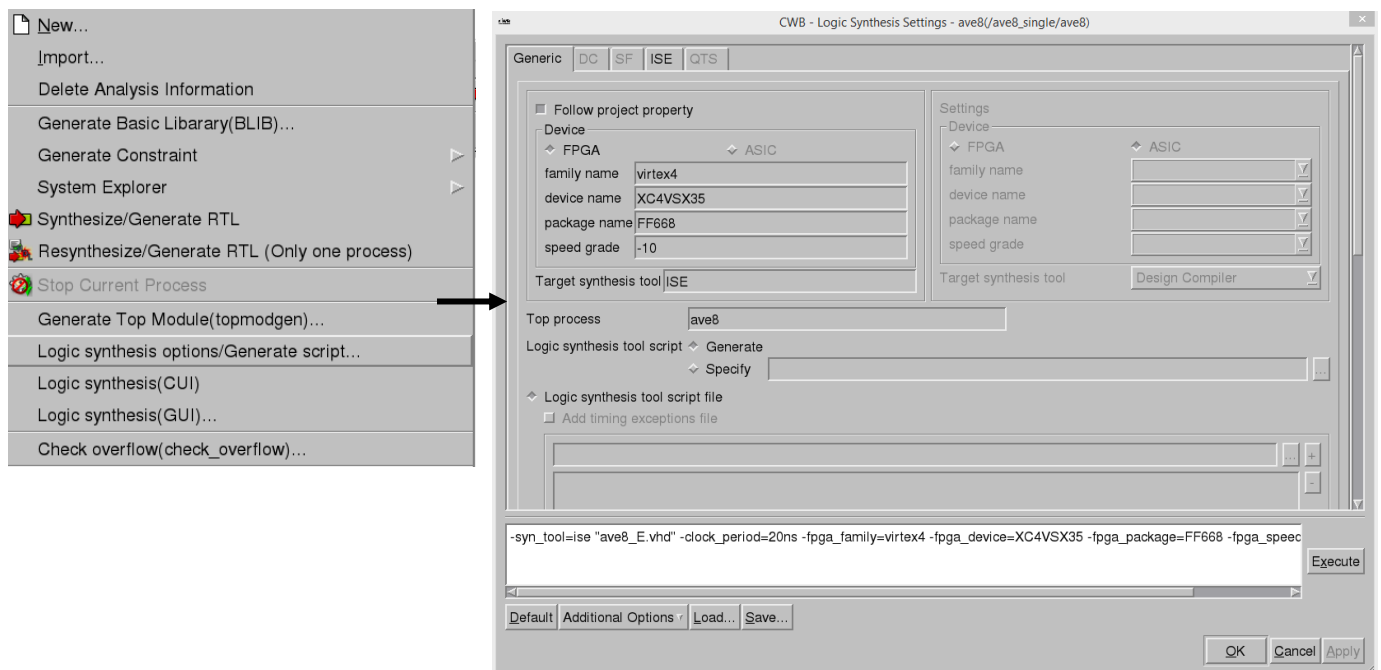 New...
Import...
Delete Analysis Information
Generate Basic Libarary(BLIB)...
Generate Constraint
System Explorer
Synthesize/Generate RTL
Resynthesize/Generate RTL (Only one process)
Stop Current Process
Generate Top Module(topmodgen)...
Logic synthesis options/Generate script...
Logic synthesis(CUI)
Logic synthesis(GUI)...
Check overflow(check_overflow)...
CWB - Logic Synthesis Settings - ave8(/ave8_single/ave8)
Generic DC SF ISE QTS
Follow project property
Device
FPGA ASIC
family name virtex4
device name XC4VSX35
package name FF668
speed grade -10
Target synthesis tool ISE
Settings
Device
FPGA ASIC
family name
device name
package name
speed grade
Target synthesis tool Design Compiler
Top process ave8
Logic synthesis tool script Generate
Specify ...
Logic synthesis tool script file
Add timing exceptions file
... +
-
-syn_tool=ise "ave8_E.vhd" -clock_period=20ns -fpga_family=virtex4 -fpga_device=XC4VSX35 -fpga_package=FF668 -fpga_speed
Execute
Default Additional Options Load... Save...
OK Cancel Apply